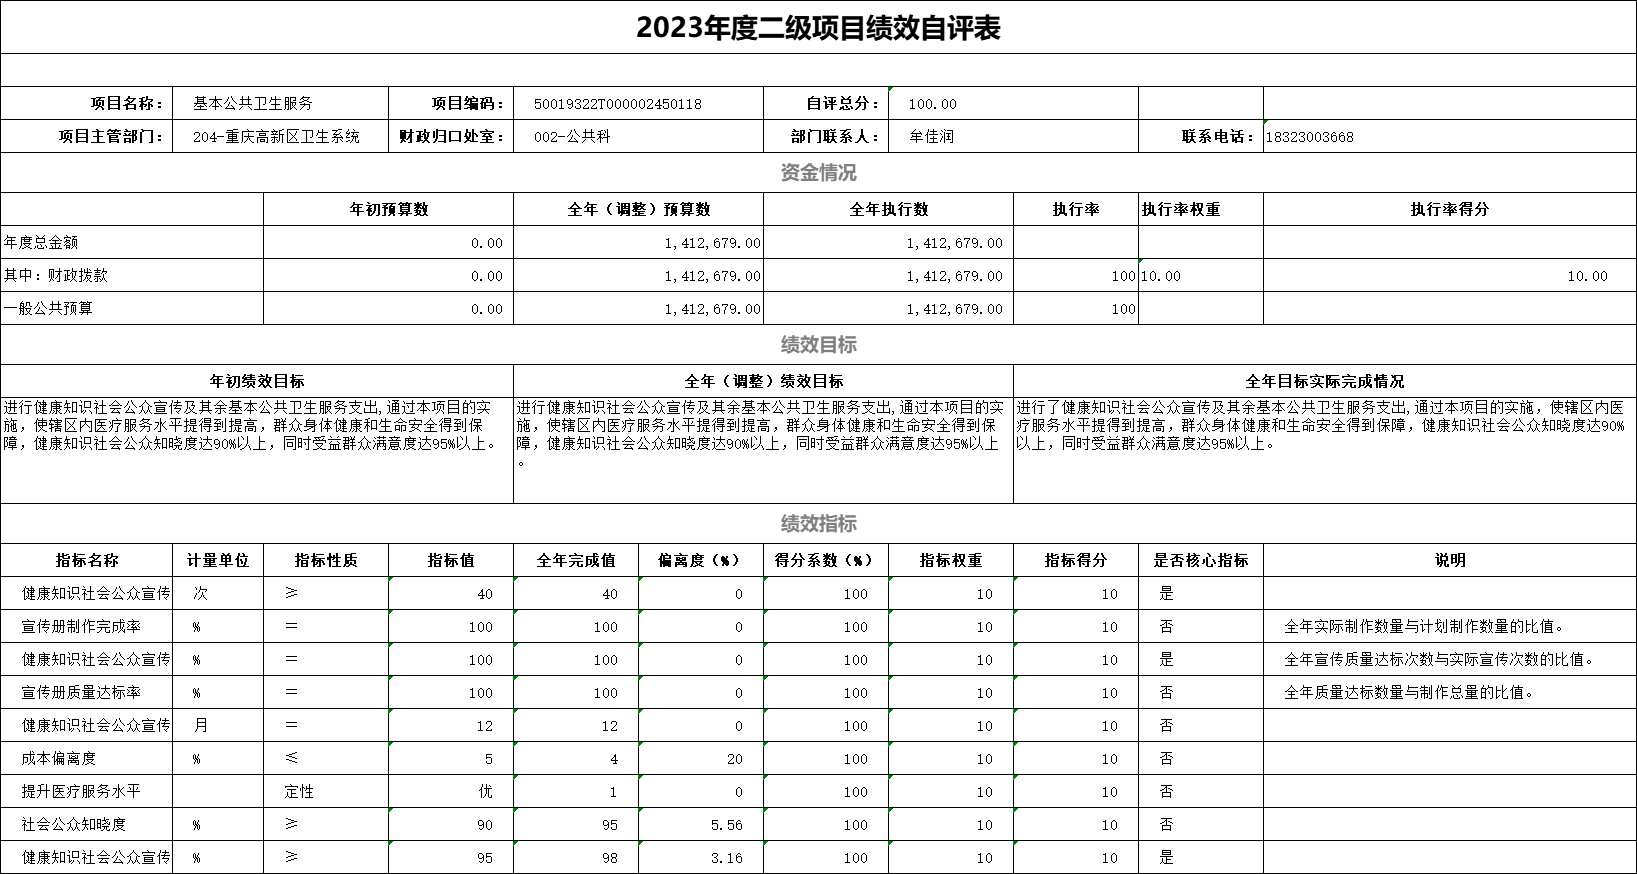 2023年度二级项目绩效自评表
项目名称： 基本公共卫生服务 项目编码： 50019322T000002450118 自评总分： 100.00
项目主管部门： 204-重庆高新区卫生系统 财政归口处室： 002-公共科 部门联系人： 牟佳润 联系电话： 18323003668
资金情况
年初预算数 全年（调整）预算数 全年执行数 执行率 执行率权重 执行率得分
年度总金额 0.00 1,412,679.00 1,412,679.00
其中：财政拨款 0.00 1,412,679.00 1,412,679.00 100 10.00 10.00
一般公共预算 0.00 1,412,679.00 1,412,679.00 100
绩效目标
年初绩效目标 全年（调整）绩效目标 全年目标实际完成情况
进行健康知识社会公众宣传及其余基本公共卫生服务支出,通过本项目的实
施，使辖区内医疗服务水平提得到提高，群众身体健康和生命安全得到保
障，健康知识社会公众知晓度达90%以上，同时受益群众满意度达95%以上。
进行健康知识社会公众宣传及其余基本公共卫生服务支出,通过本项目的实
施，使辖区内医疗服务水平提得到提高，群众身体健康和生命安全得到保
障，健康知识社会公众知晓度达90%以上，同时受益群众满意度达95%以上
。
进行了健康知识社会公众宣传及其余基本公共卫生服务支出,通过本项目的实施，使辖区内医
疗服务水平提得到提高，群众身体健康和生命安全得到保障，健康知识社会公众知晓度达90%
以上，同时受益群众满意度达95%以上。
绩效指标
指标名称 计量单位 指标性质 指标值 全年完成值 偏离度（%） 得分系数（%） 指标权重 指标得分 是否核心指标 说明
健康知识社会公众宣传 次 ≥ 40 40 0 100 10 10 是
宣传册制作完成率 % ＝ 100 100 0 100 10 10 否 全年实际制作数量与计划制作数量的比值。
健康知识社会公众宣传 % ＝ 100 100 0 100 10 10 是 全年宣传质量达标次数与实际宣传次数的比值。
宣传册质量达标率 % ＝ 100 100 0 100 10 10 否 全年质量达标数量与制作总量的比值。
健康知识社会公众宣传 月 ＝ 12 12 0 100 10 10 否
成本偏离度 % ≤ 5 4 20 100 10 10 否
提升医疗服务水平 定性 优 1 0 100 10 10 否
社会公众知晓度 % ≥ 90 95 5.56 100 10 10 否
健康知识社会公众宣传 % ≥ 95 98 3.16 100 10 10 是